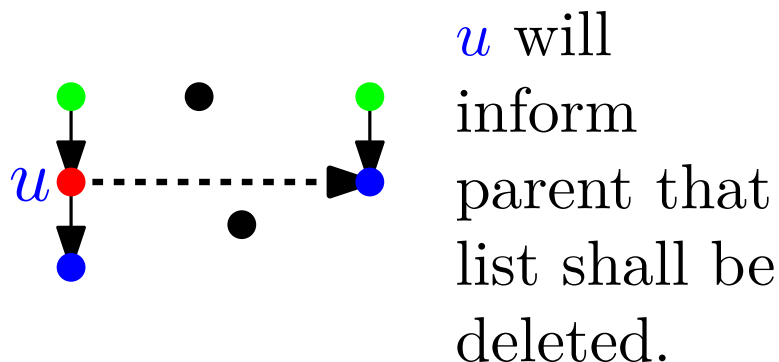 u will
inform
parent that
list shall be
deleted.
u